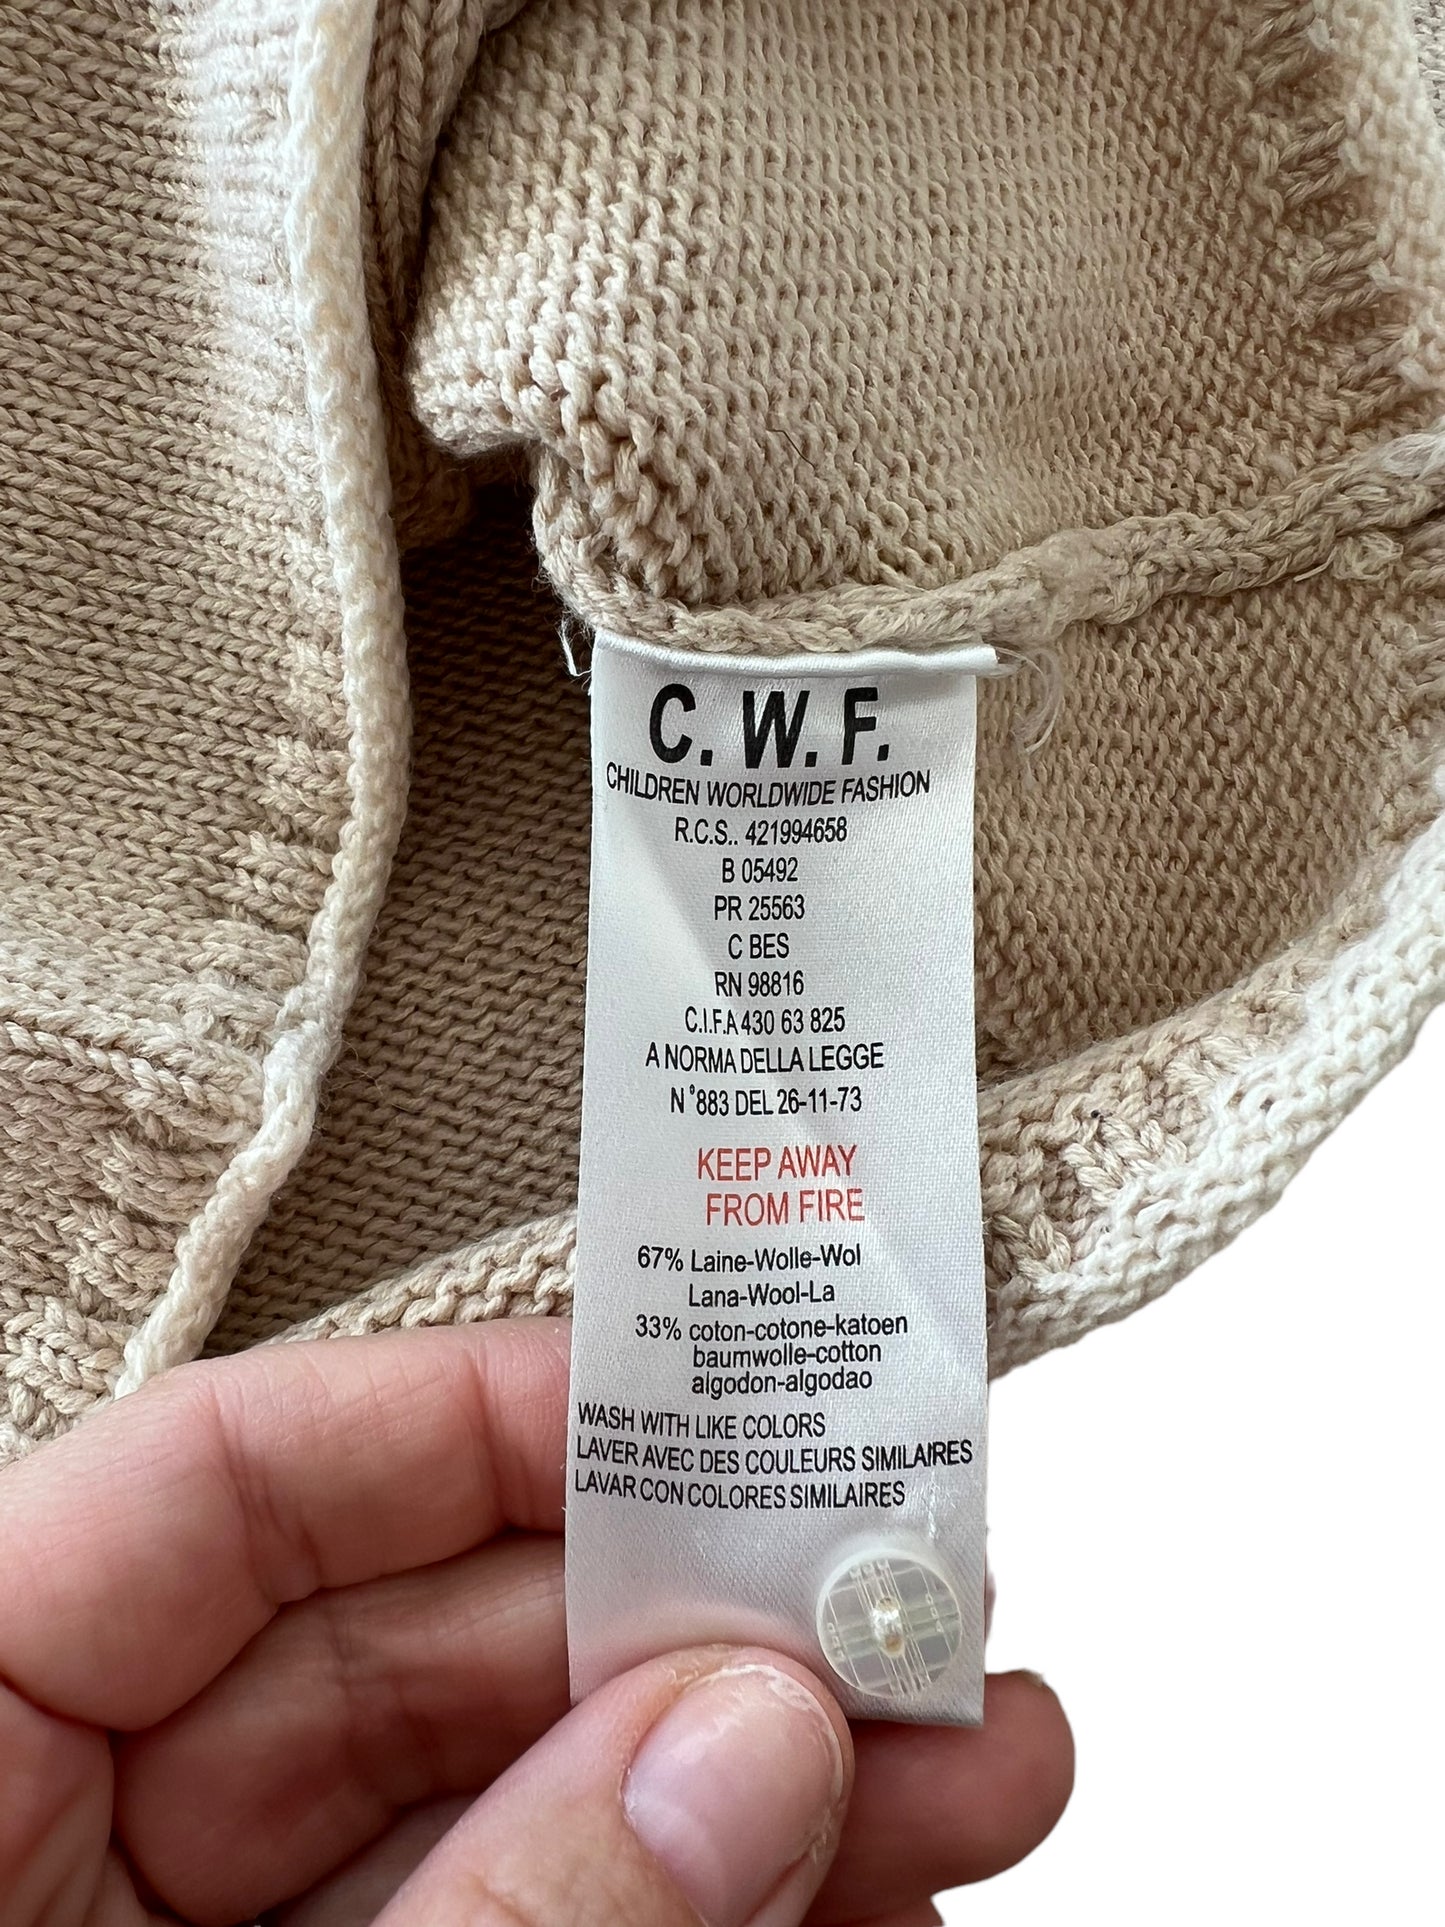 C. W. F.
CHILDREN WORLDWIDE FASHION
R.C.S.. 421994658
B 05492
PR 25563
C BES
RN 98816
C.I.F.A 430 63 825
A NORMA DELLA LEGGE
N°883 DEL 26-11-73
KEEP AWAY
FROM FIRE
67% Laine-Wolle-Wol
Lana-Wool-La
33% coton-cotone-katoen
baumwolle-cotton
algodon-algodao
WASH WITH LIKE COLORS
LAVER AVEC DES COULEURS SIMILAIRES
LAVAR CON COLORES SIMILAIRES